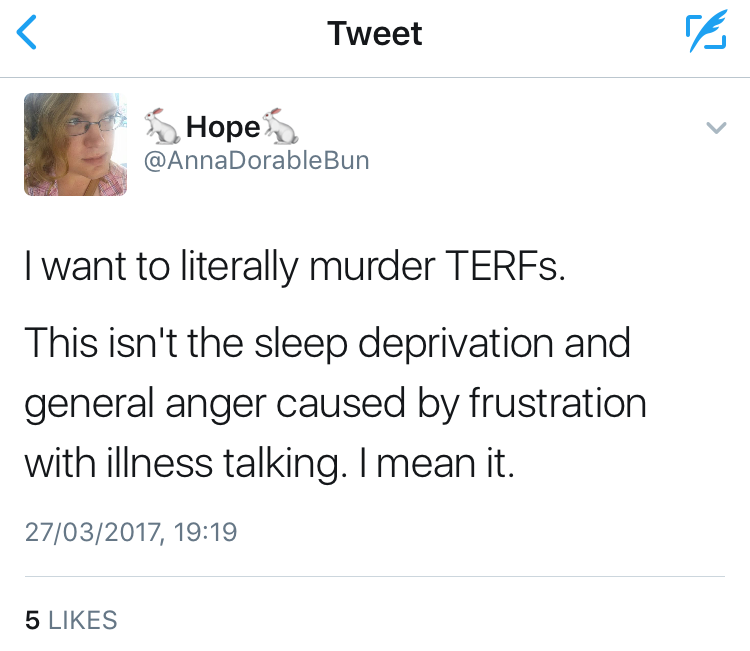 Tweet
🐇Hope🐇
@AnnaDorableBun
I want to literally murder TERFs.
This isn't the sleep deprivation and
general anger caused by frustration
with illness talking. I mean it.
27/03/2017, 19:19
5 LIKES